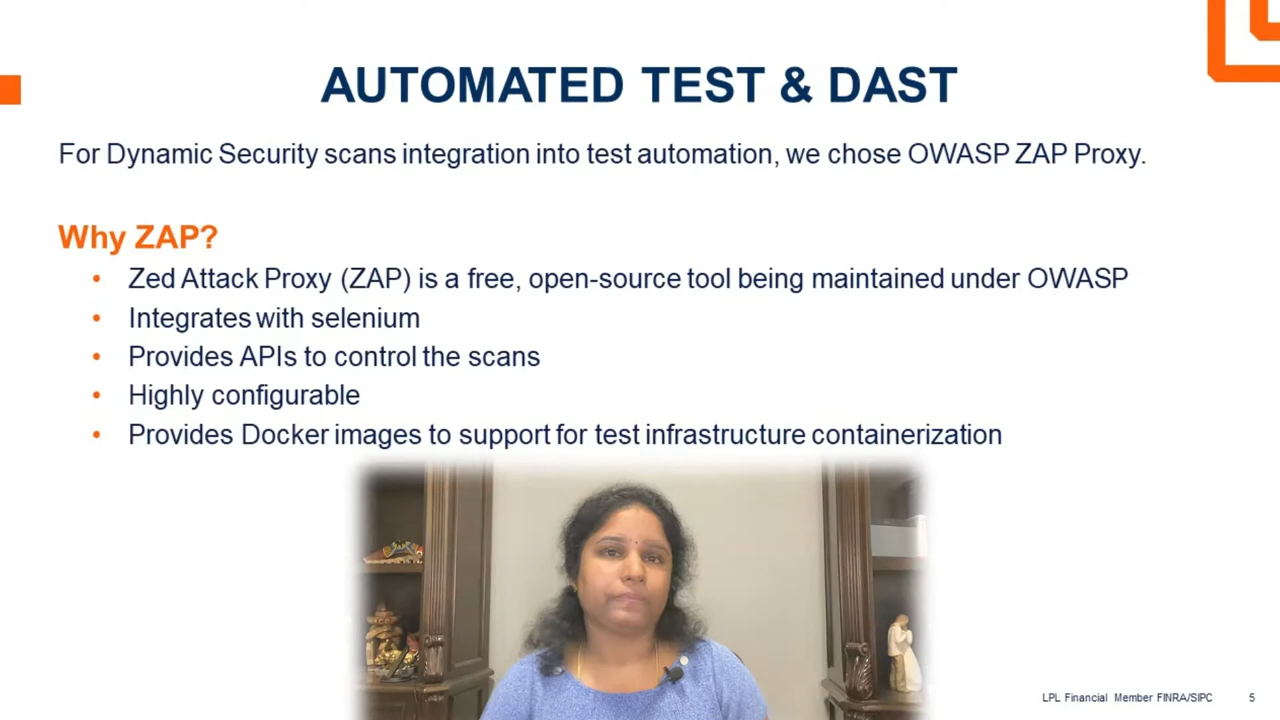 AUTOMATED TEST & DAST
For Dynamic Security scans integration into test automation, we chose OWASP ZAP Proxy.
Why ZAP?
• Zed Attack Proxy (ZAP) is a free, open-source tool being maintained under OWASP
• Integrates with selenium
• Provides APIs to control the scans
• Highly configurable
• Provides Docker images to support for test infrastructure containerization
LPL Financial Member FINRA/SIPC 5